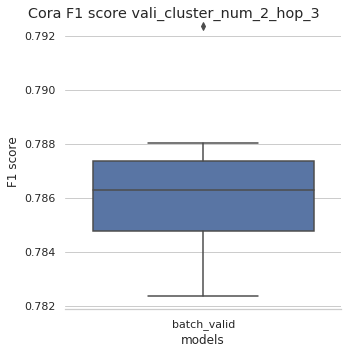 Cora F1 score vali_cluster_num_2_hop_3
0.792
0.790
0.788
0.786
0.784
0.782
F1 score
batch_valid
models